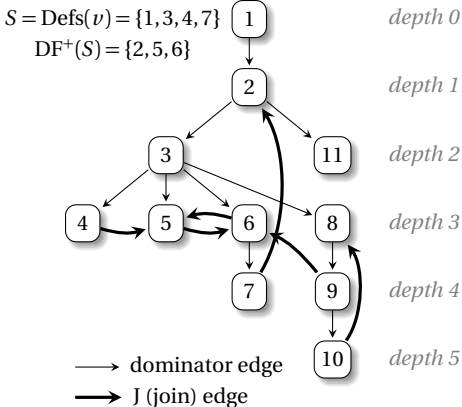 S = Defs(v) = {1,3,4,7}
DF⁺(S) = {2,5,6}
1
depth 0
2
depth 1
3
11
depth 2
4
5
6
8
depth 3
7
9
depth 4
10
depth 5
dominator edge
J (join) edge